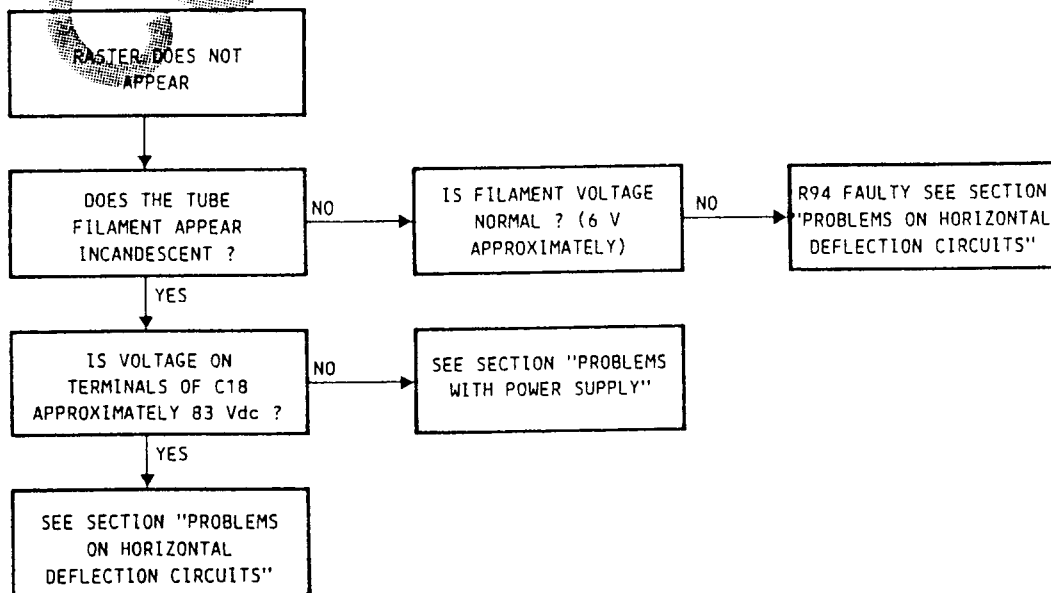 RASTER DOES NOT
APPEAR
DOES THE TUBE
FILAMENT APPEAR
INCANDESCENT ?
NO
IS FILAMENT VOLTAGE
NORMAL ? (6 V
APPROXIMATELY)
NO
R94 FAULTY SEE SECTION
"PROBLEMS ON HORIZONTAL
DEFLECTION CIRCUITS"
YES
IS VOLTAGE ON
TERMINALS OF C18
APPROXIMATELY 83 Vdc ?
NO
SEE SECTION "PROBLEMS
WITH POWER SUPPLY"
YES
SEE SECTION "PROBLEMS
ON HORIZONTAL
DEFLECTION CIRCUITS"